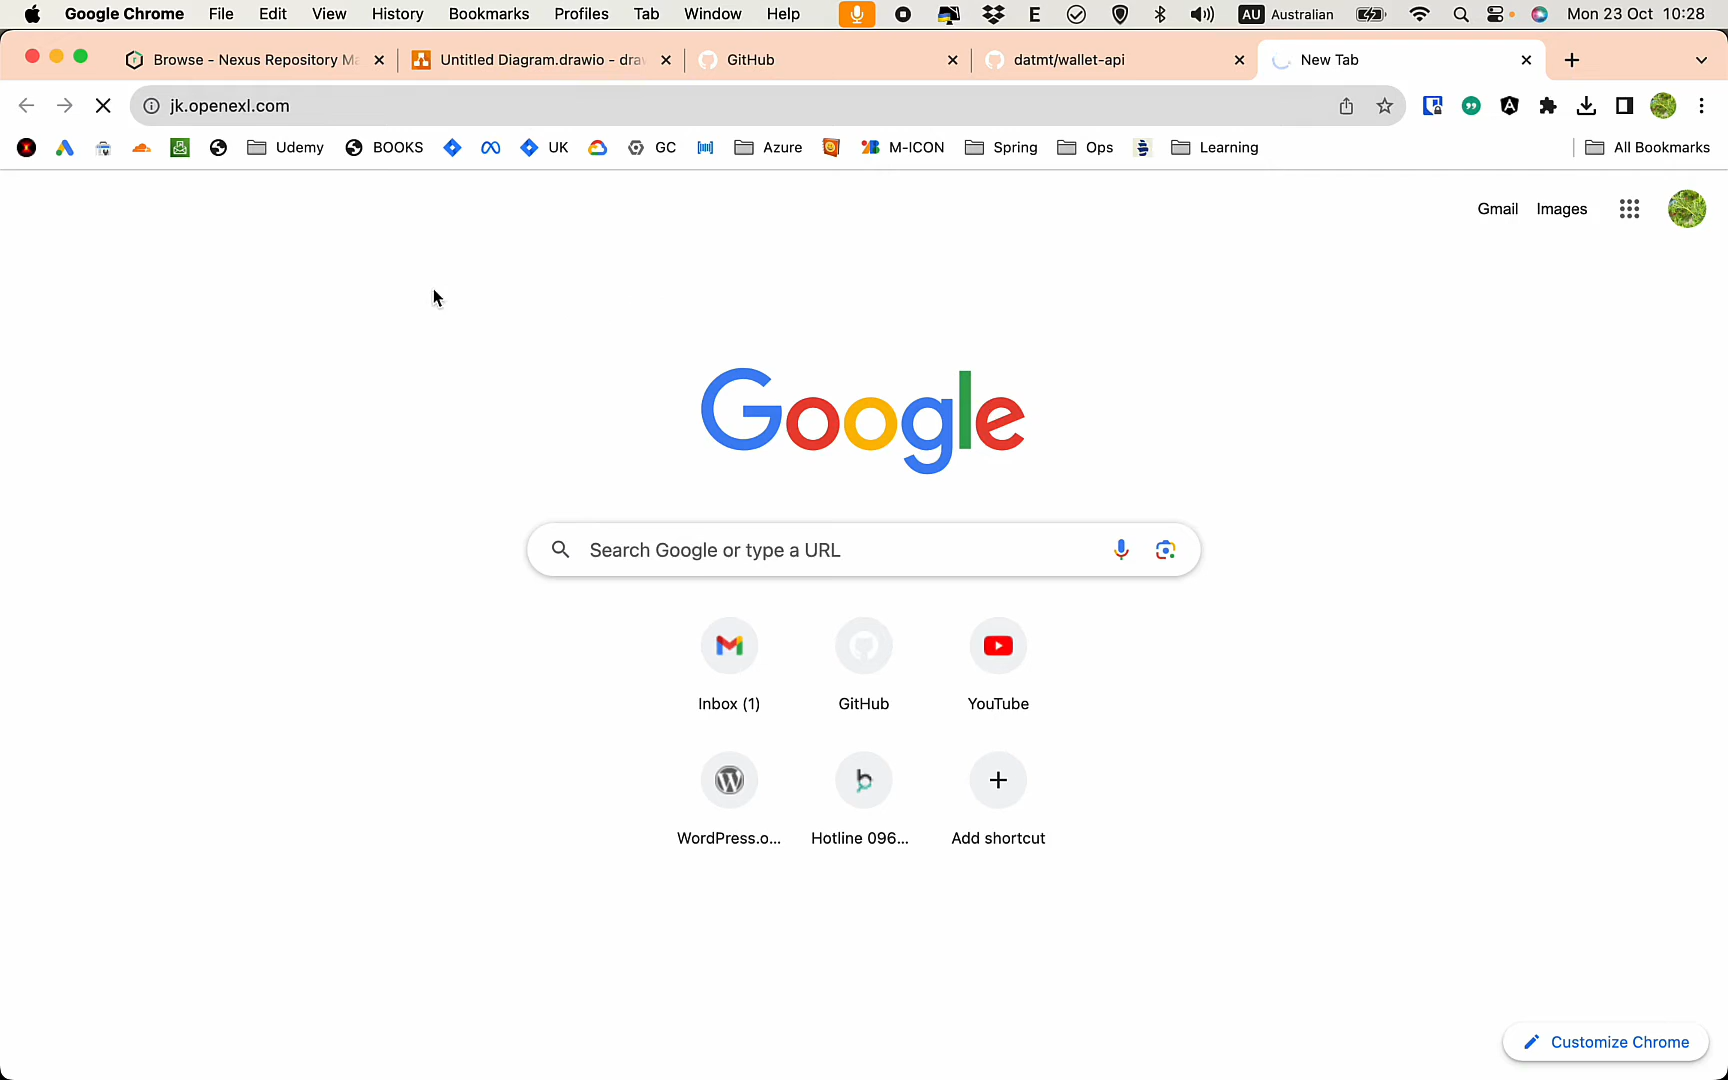 Google Chrome File Edit View History Bookmarks Profiles Tab Window Help E AU Australian Mon 23 Oct 10:28
Browse - Nexus Repository Ma Untitled Diagram.drawio - draw GitHub datmt/wallet-api New Tab
jk.openexl.com
Udemy BOOKS UK GC Azure M-ICON Spring Ops Learning All Bookmarks
Gmail Images
Google
Search Google or type a URL
Inbox (1) GitHub YouTube
WordPress.o... Hotline 096... Add shortcut
Customize Chrome